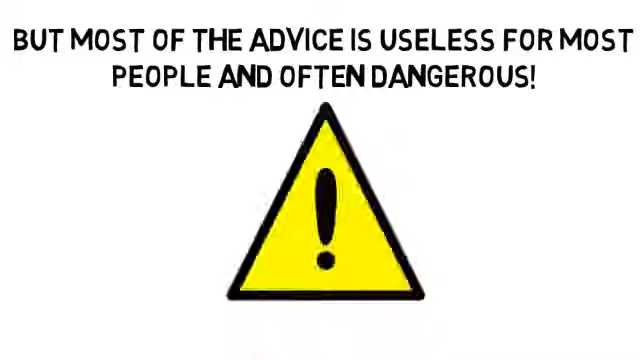 BUT MOST OF THE ADVICE IS USELESS FOR MOST
PEOPLE AND OFTEN DANGEROUS!
!